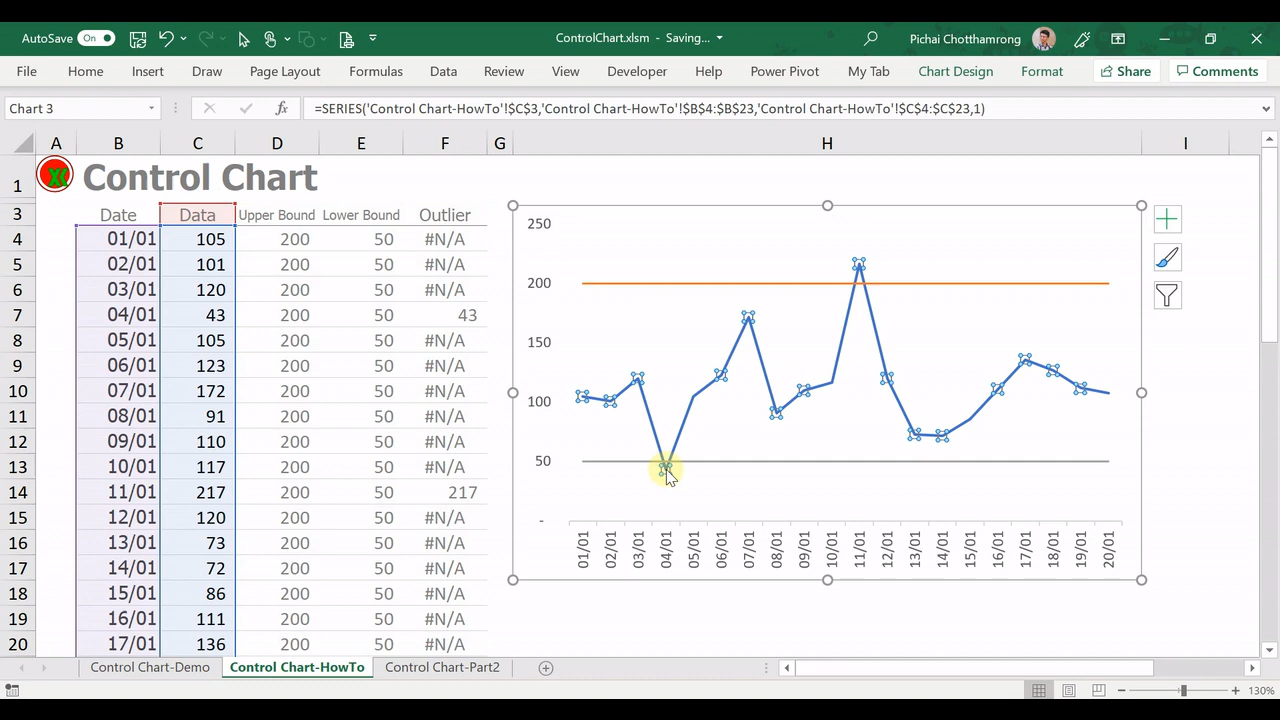 AutoSave On ControlChart.xlsm - Saving... Pichai Chotthamrong
File Home Insert Draw Page Layout Formulas Data Review View Developer Help Power Pivot My Tab Chart Design Format Share Comments
Chart 3 fx =SERIES('Control Chart-HowTo'!$C$3,'Control Chart-HowTo'!$B$4:$B$23,'Control Chart-HowTo'!$C$4:$C$23,1)
A B C D E F G H I
1 Control Chart
3 Date Data Upper Bound Lower Bound Outlier
4 01/01 105 200 50 #N/A
5 02/01 101 200 50 #N/A
6 03/01 120 200 50 #N/A
7 04/01 43 200 50 43
8 05/01 105 200 50 #N/A
9 06/01 123 200 50 #N/A
10 07/01 172 200 50 #N/A
11 08/01 91 200 50 #N/A
12 09/01 110 200 50 #N/A
13 10/01 117 200 50 #N/A
14 11/01 217 200 50 217
15 12/01 120 200 50 #N/A
16 13/01 73 200 50 #N/A
17 14/01 72 200 50 #N/A
18 15/01 86 200 50 #N/A
19 16/01 111 200 50 #N/A
20 17/01 136 200 50 #N/A
250
200
150
100
50
-
01/01 02/01 03/01 04/01 05/01 06/01 07/01 08/01 09/01 10/01 11/01 12/01 13/01 14/01 15/01 16/01 17/01 18/01 19/01 20/01
Control Chart-Demo Control Chart-HowTo Control Chart-Part2
130%